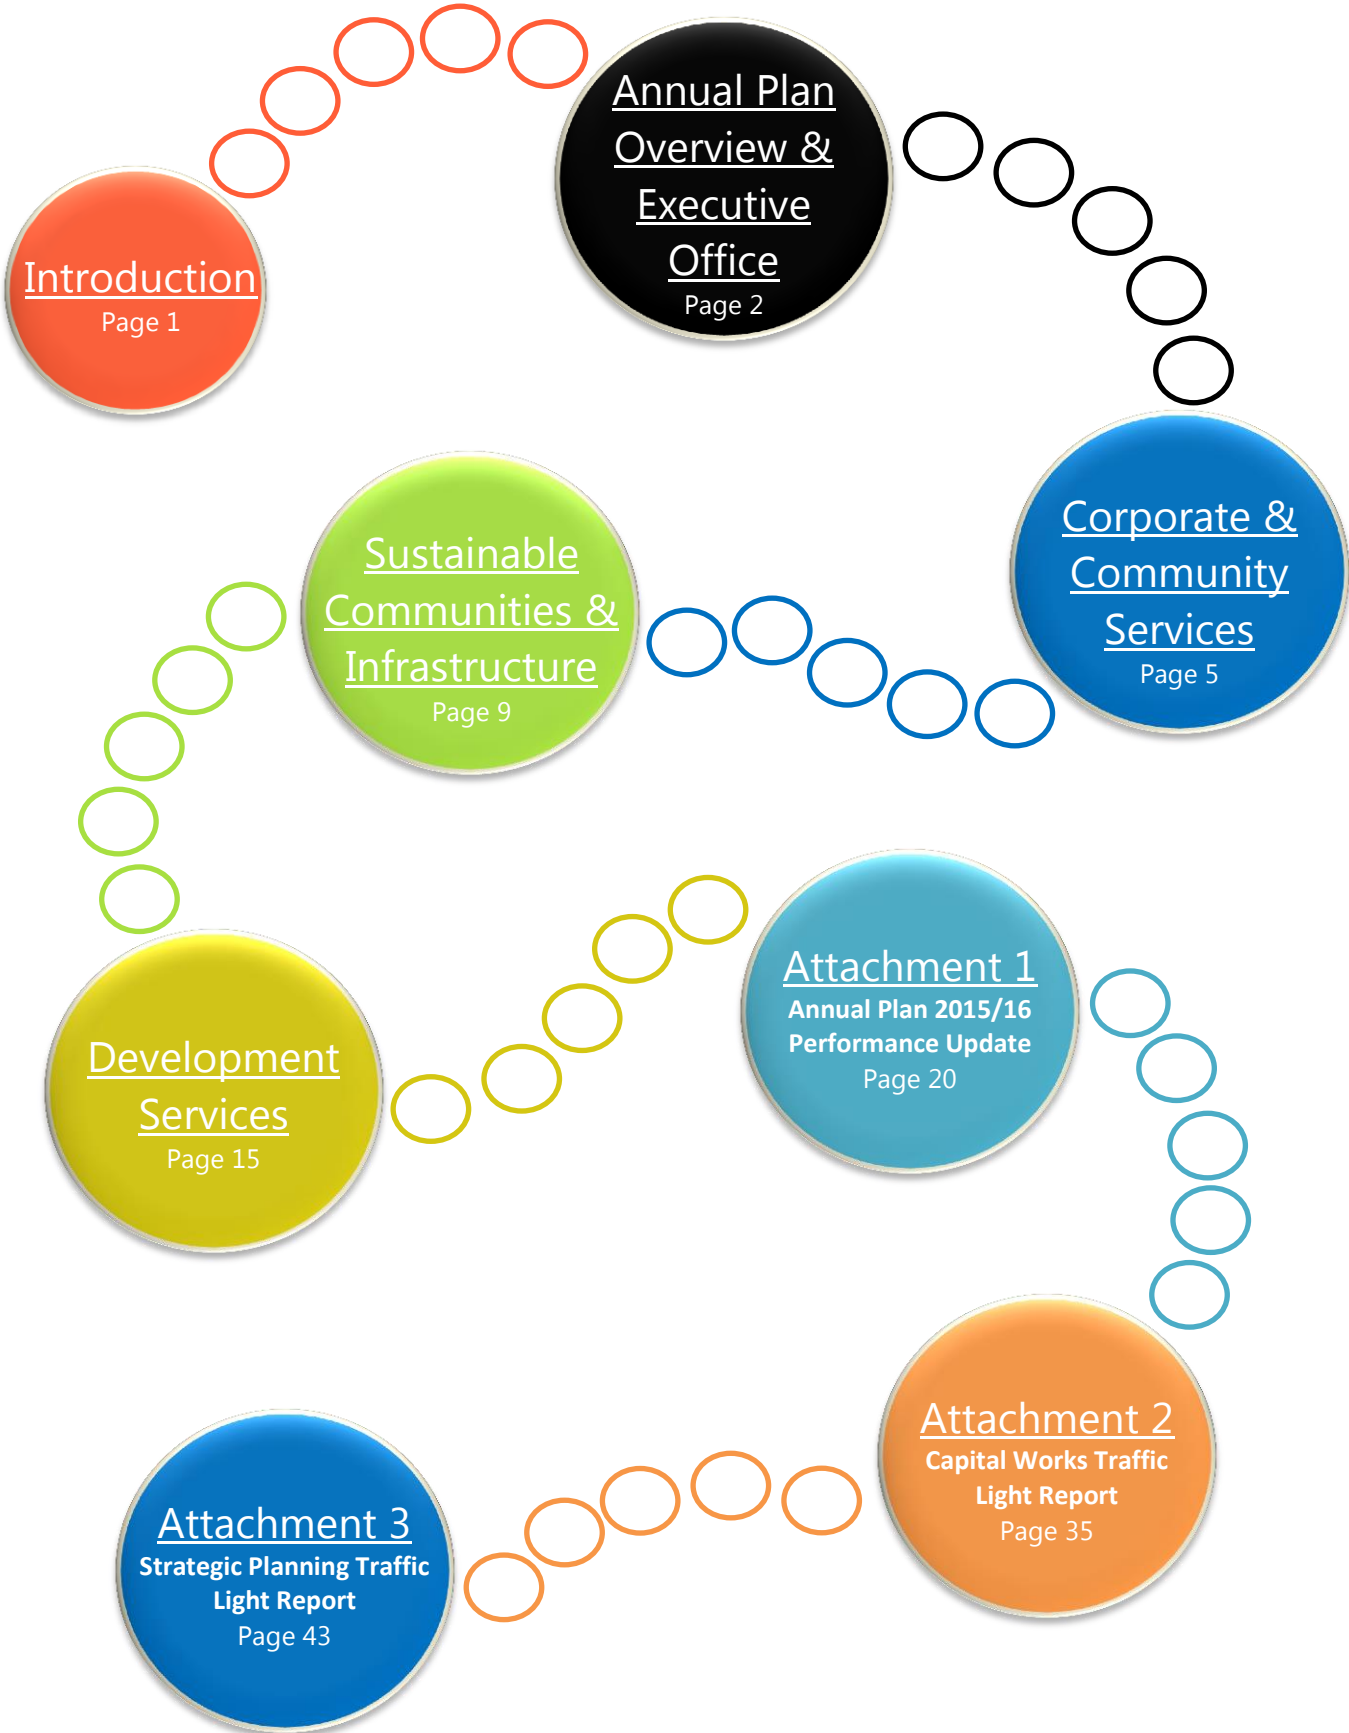 Introduction
Page 1
Annual Plan
Overview &
Executive
Office
Page 2
Corporate &
Community
Services
Page 5
Sustainable
Communities &
Infrastructure
Page 9
Development
Services
Page 15
Attachment 1
Annual Plan 2015/16
Performance Update
Page 20
Attachment 2
Capital Works Traffic
Light Report
Page 35
Attachment 3
Strategic Planning Traffic
Light Report
Page 43